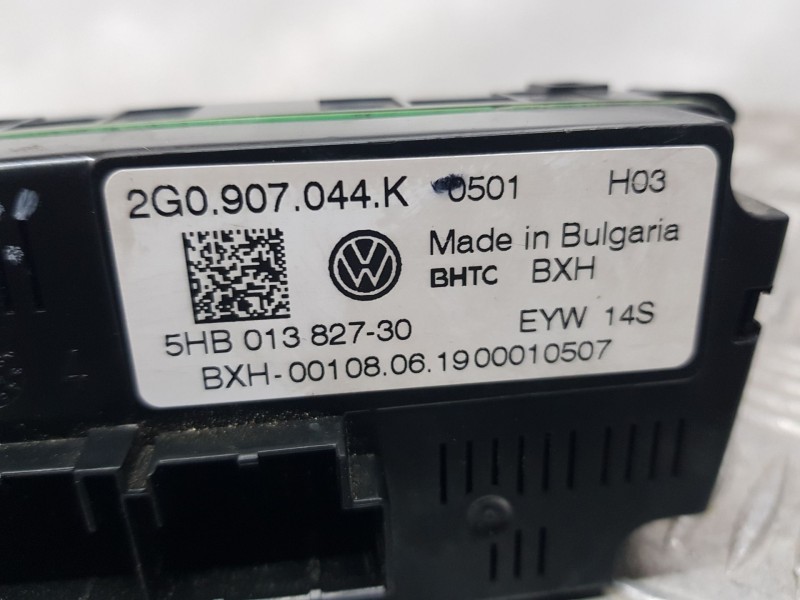 2G0.907.044.K 0501 H03
Made in Bulgaria
BHTC BXH
5HB 013 827-30 EYW 14S
BXH-00108.06.1900010507